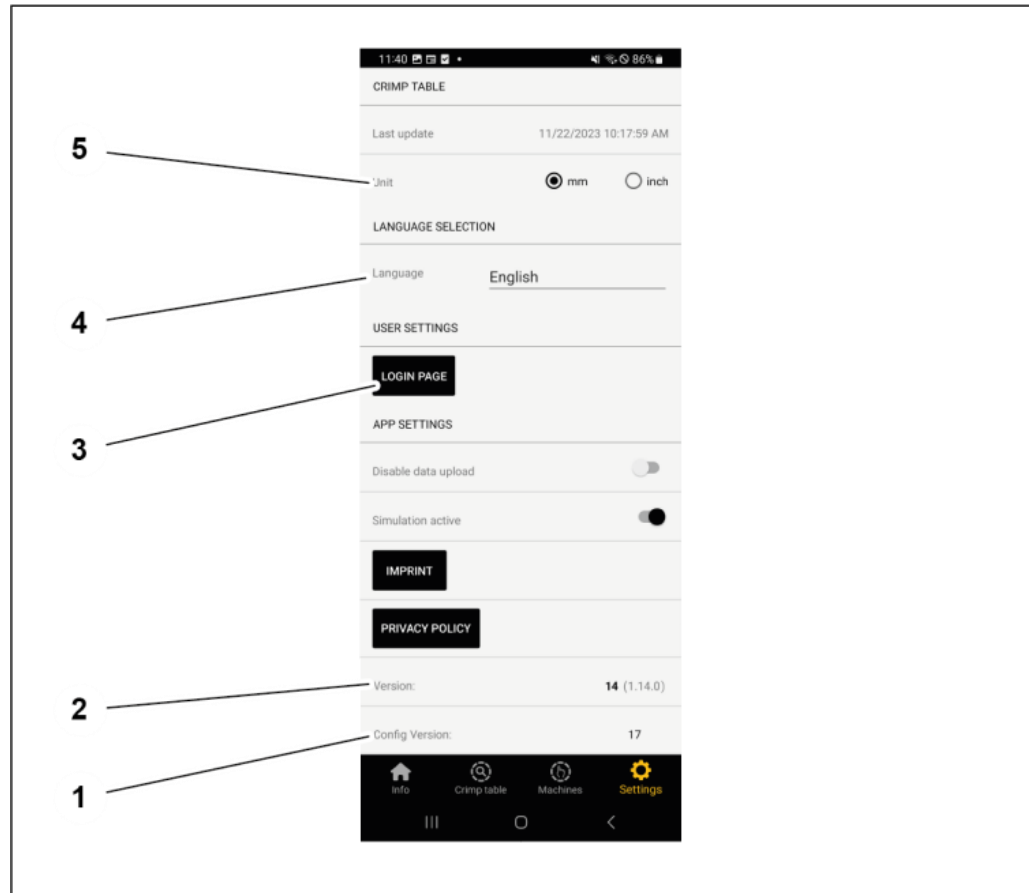 11:40 86%
CRIMP TABLE
Last update 11/22/2023 10:17:59 AM
5
Unit mm inch
LANGUAGE SELECTION
Language English
4
USER SETTINGS
LOGIN PAGE
3
APP SETTINGS
Disable data upload
Simulation active
IMPRINT
PRIVACY POLICY
2
Version: 14 (1.14.0)
Config Version: 17
1
Info Crimp table Machines Settings